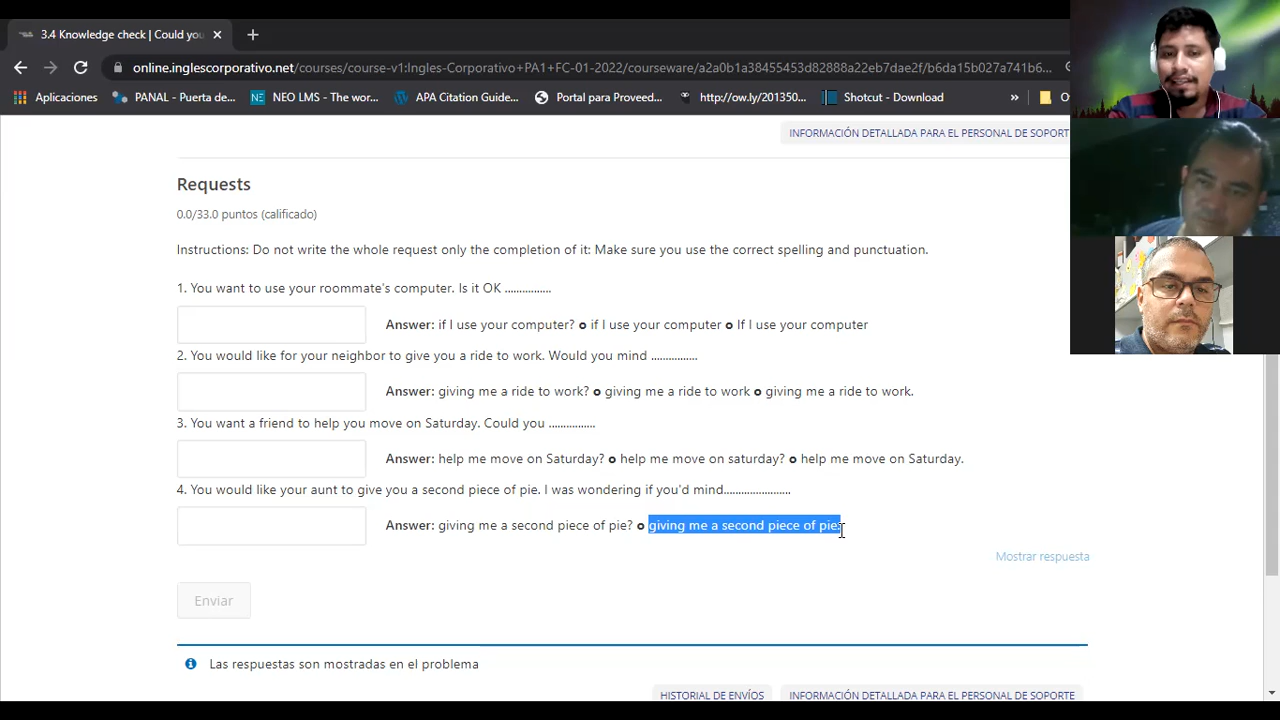 3.4 Knowledge check | Could you
online.inglescorporativo.net/courses/course-v1:Ingles-Corporativo+PA1+FC-01-2022/courseware/a2a0b1a38455453d82888a22eb7dae2f/b6da15b027a741b6...
Aplicaciones PANAL - Puerta de... NEO LMS - The wor... APA Citation Guide... Portal para Proveed... http://ow.ly/201350... Shotcut - Download »
INFORMACIÓN DETALLADA PARA EL PERSONAL DE SOPORTE
Requests
0.0/33.0 puntos (calificado)
Instructions: Do not write the whole request only the completion of it: Make sure you use the correct spelling and punctuation.
1. You want to use your roommate's computer. Is it OK ................
Answer: if I use your computer? o if I use your computer o If I use your computer
2. You would like for your neighbor to give you a ride to work. Would you mind ................
Answer: giving me a ride to work? o giving me a ride to work o giving me a ride to work.
3. You want a friend to help you move on Saturday. Could you ................
Answer: help me move on Saturday? o help me move on saturday? o help me move on Saturday.
4. You would like your aunt to give you a second piece of pie. I was wondering if you'd mind.......................
Answer: giving me a second piece of pie? o giving me a second piece of pie.
Mostrar respuesta
Enviar
Las respuestas son mostradas en el problema
HISTORIAL DE ENVÍOS INFORMACIÓN DETALLADA PARA EL PERSONAL DE SOPORTE